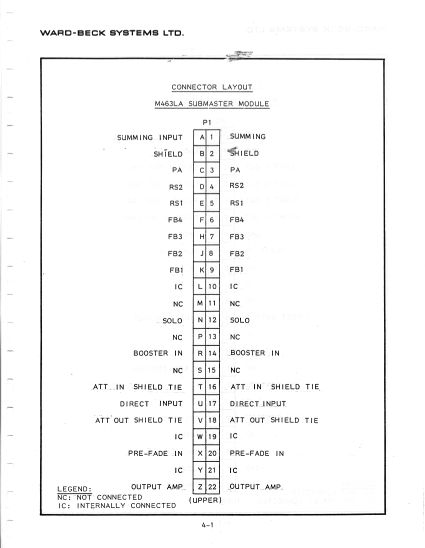 WARD-BECK SYSTEMS LTD.
CONNECTOR LAYOUT
M463LA SUBMASTER MODULE
P1
SUMMING INPUT A 1 SUMMING
SHIELD B 2 SHIELD
PA C 3 PA
RS2 D 4 RS2
RS1 E 5 RS1
FB4 F 6 FB4
FB3 H 7 FB3
FB2 J 8 FB2
FB1 K 9 FB1
IC L 10 IC
NC M 11 NC
SOLO N 12 SOLO
NC P 13 NC
BOOSTER IN R 14 BOOSTER IN
NC S 15 NC
ATT IN SHIELD TIE T 16 ATT IN SHIELD TIE
DIRECT INPUT U 17 DIRECT INPUT
ATT OUT SHIELD TIE V 18 ATT OUT SHIELD TIE
IC W 19 IC
PRE-FADE IN X 20 PRE-FADE IN
IC Y 21 IC
OUTPUT AMP Z 22 OUTPUT AMP
(UPPER)
LEGEND:
NC: NOT CONNECTED
IC: INTERNALLY CONNECTED
4-1